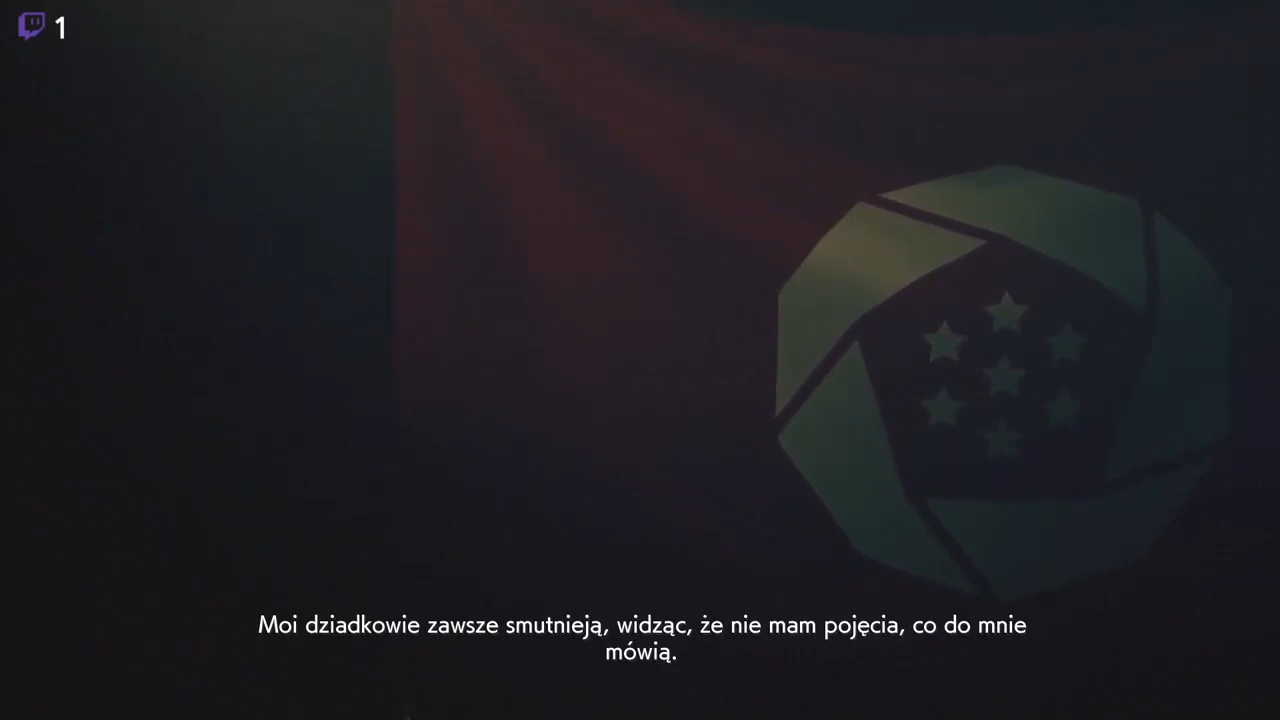 1
Moi dziadkowie zawsze smutnieją, widząc, że nie mam pojęcia, co do mnie
mówią.